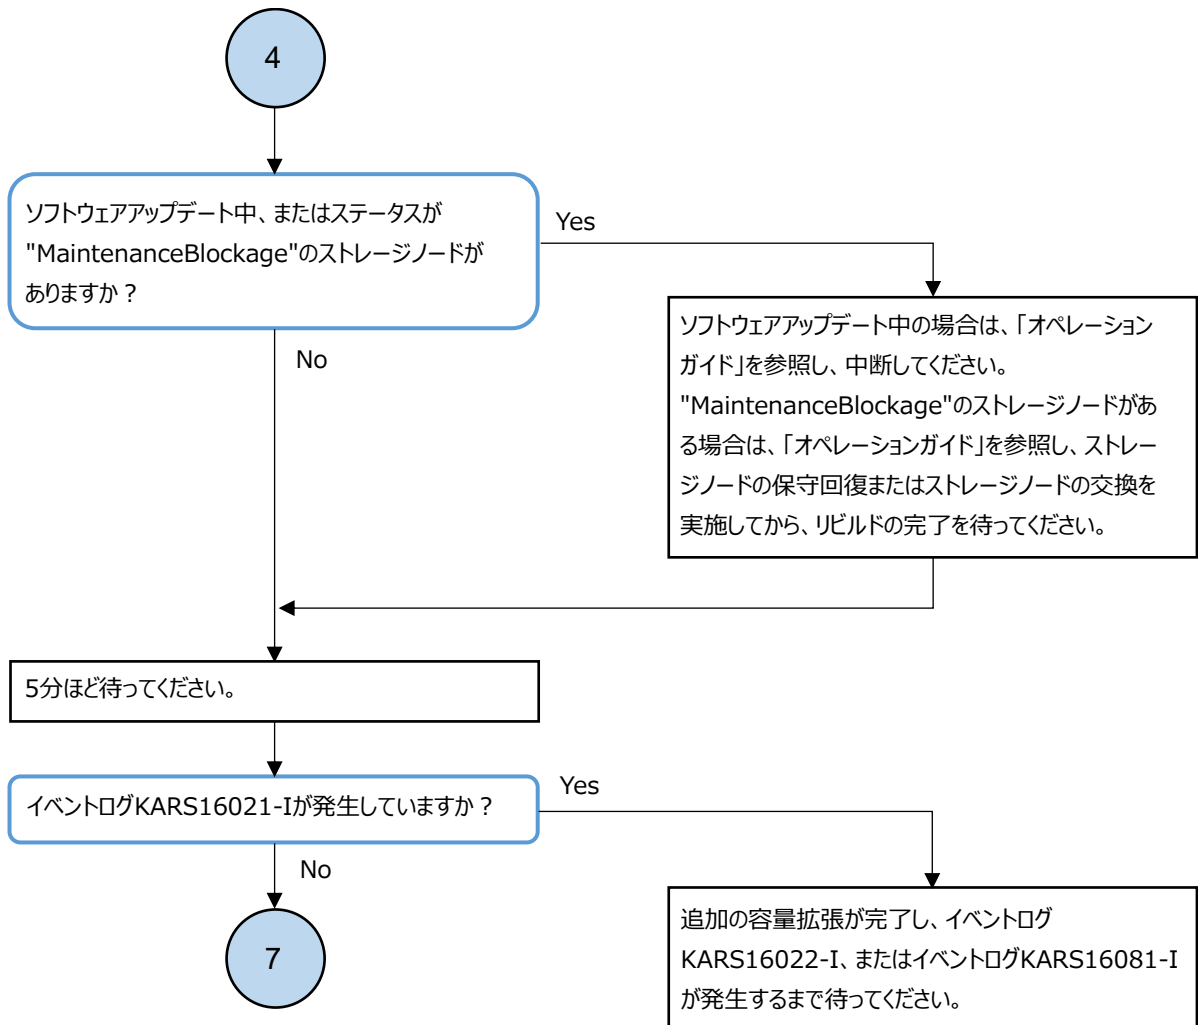 4
ソフトウェアアップデート中、またはステータスが
"MaintenanceBlockage"のストレージノードが
ありますか？
Yes
No
ソフトウェアアップデート中の場合は、「オペレーション
ガイド」を参照し、中断してください。
"MaintenanceBlockage"のストレージノードがあ
る場合は、「オペレーションガイド」を参照し、ストレー
ジノードの保守回復またはストレージノードの交換を
実施してから、リビルドの完了を待ってください。
5分ほど待ってください。
イベントログKARS16021-Iが発生していますか？
Yes
No
7
追加の容量拡張が完了し、イベントログ
KARS16022-I、またはイベントログKARS16081-I
が発生するまで待ってください。